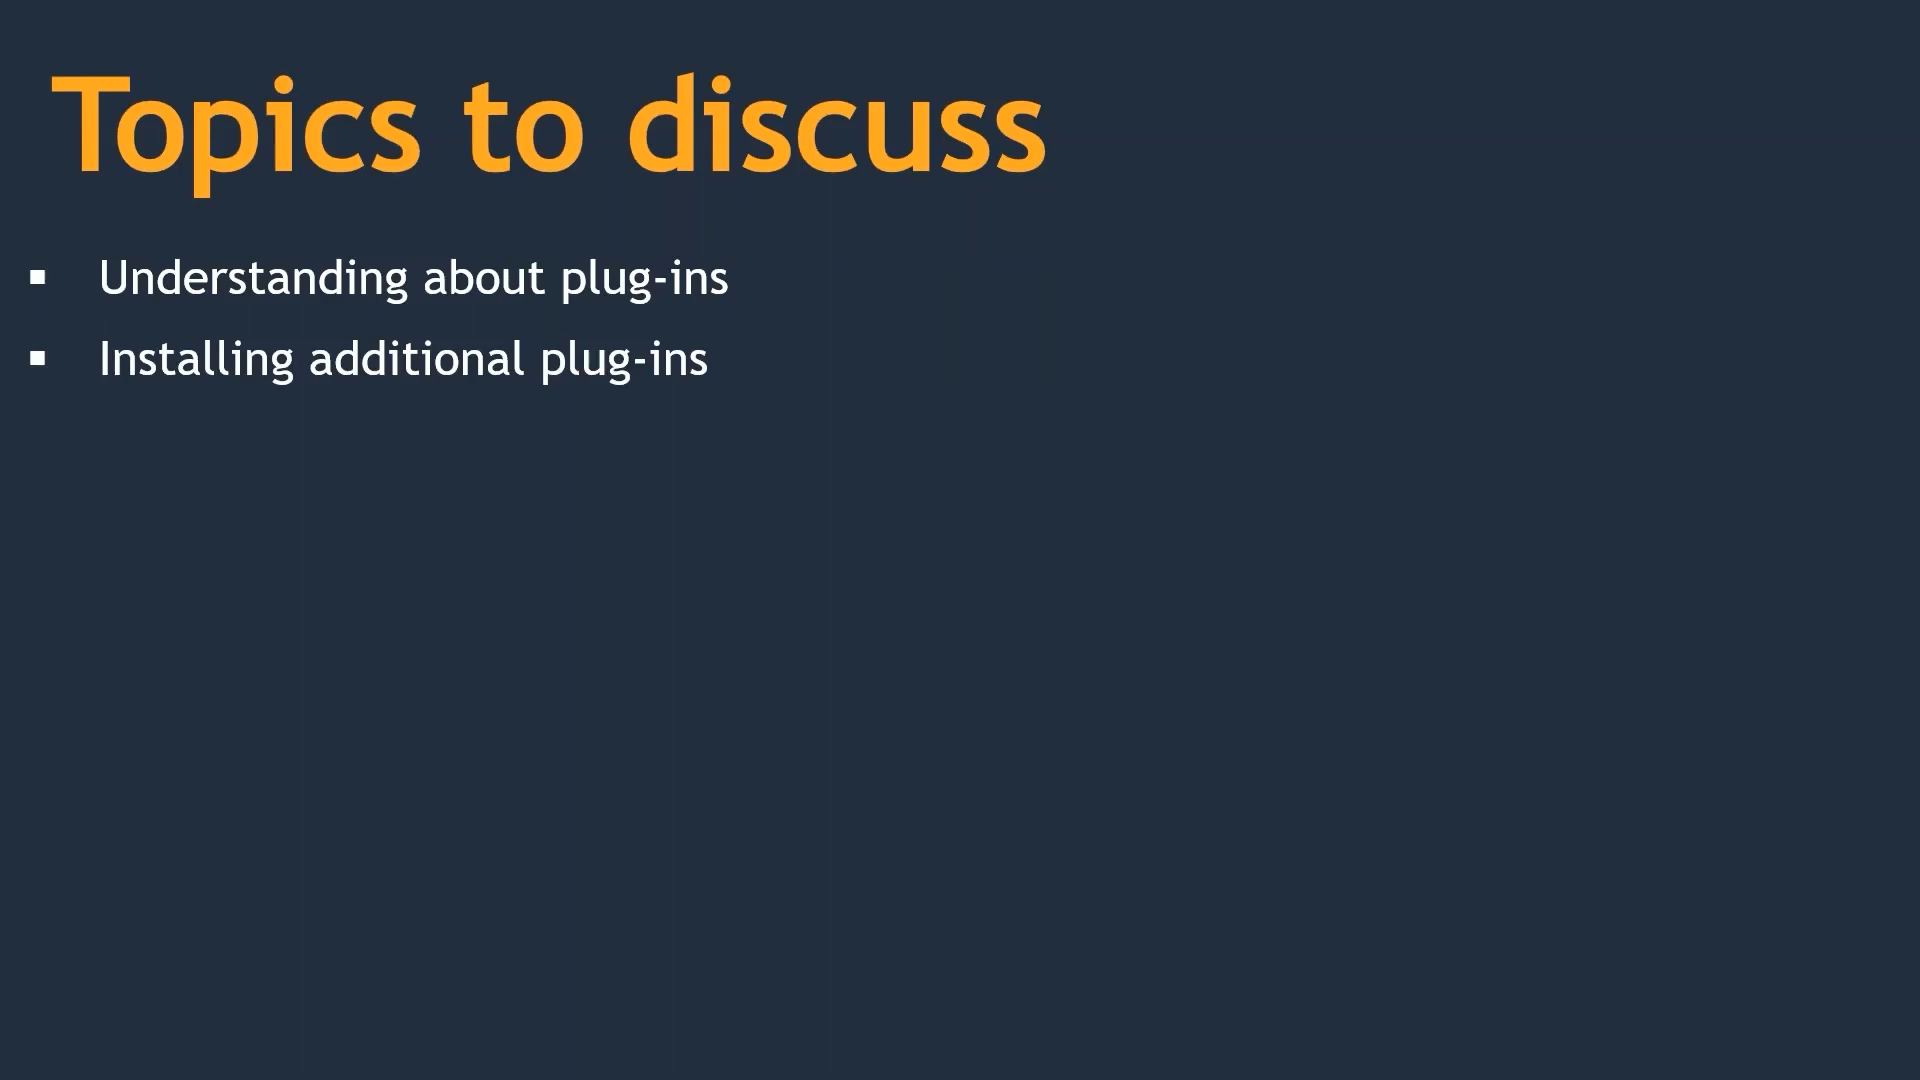 Topics to discuss
▪ Understanding about plug-ins
▪ Installing additional plug-ins